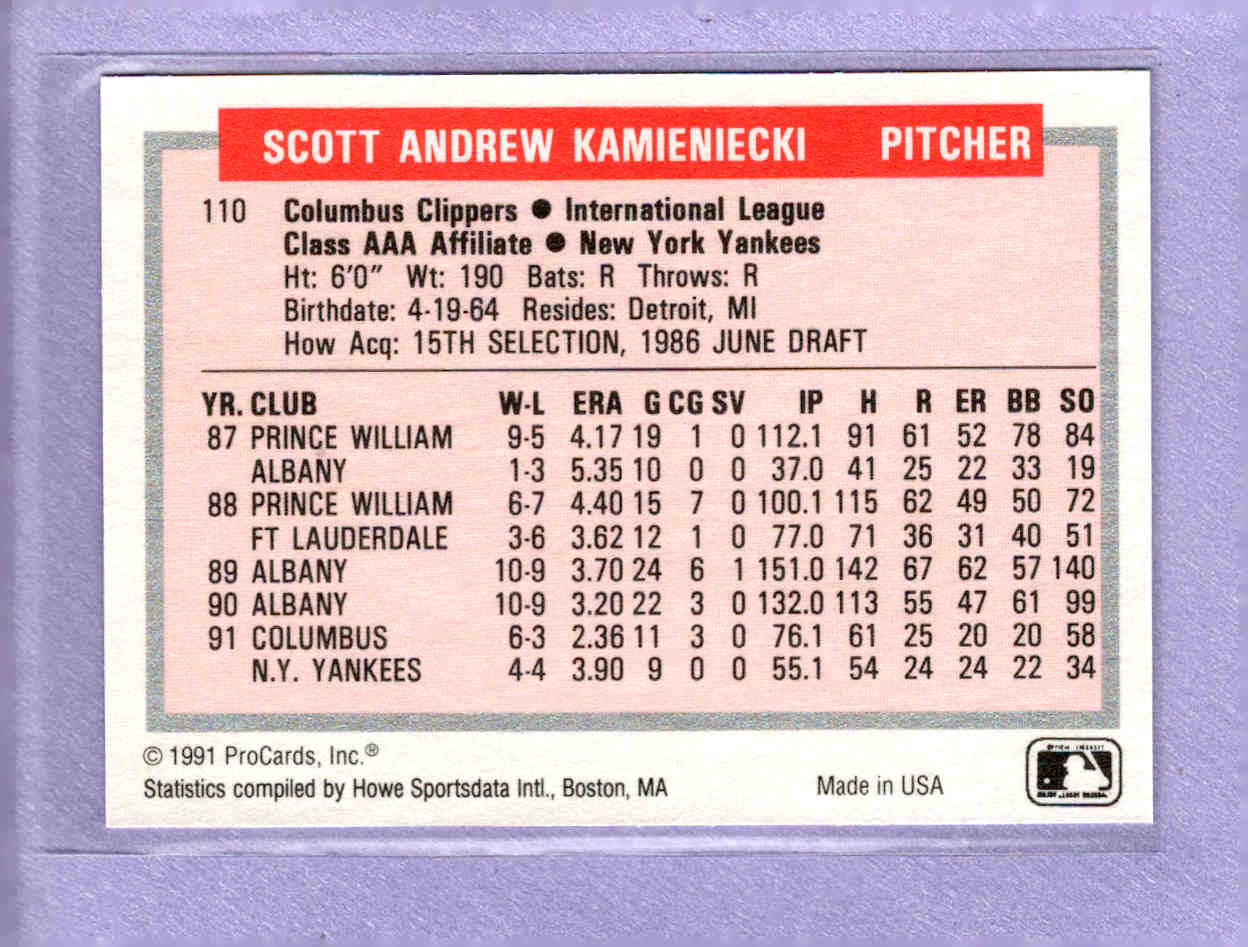 SCOTT ANDREW KAMIENIECKI PITCHER
110 Columbus Clippers ● International League
Class AAA Affiliate ● New York Yankees
Ht: 6'0" Wt: 190 Bats: R Throws: R
Birthdate: 4-19-64 Resides: Detroit, MI
How Acq: 15TH SELECTION, 1986 JUNE DRAFT
YR. CLUB W-L ERA G CG SV IP H R ER BB SO
87 PRINCE WILLIAM 9-5 4.17 19 1 0 112.1 91 61 52 78 84
ALBANY 1-3 5.35 10 0 0 37.0 41 25 22 33 19
88 PRINCE WILLIAM 6-7 4.40 15 7 0 100.1 115 62 49 50 72
FT LAUDERDALE 3-6 3.62 12 1 0 77.0 71 36 31 40 51
89 ALBANY 10-9 3.70 24 6 1 151.0 142 67 62 57 140
90 ALBANY 10-9 3.20 22 3 0 132.0 113 55 47 61 99
91 COLUMBUS 6-3 2.36 11 3 0 76.1 61 25 20 20 58
N.Y. YANKEES 4-4 3.90 9 0 0 55.1 54 24 24 22 34
© 1991 ProCards, Inc.®
Statistics compiled by Howe Sportsdata Intl., Boston, MA
Made in USA